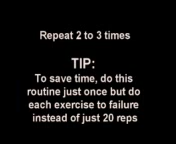 Repeat 2 to 3 times
TIP:
To save time, do this
routine just once but do
each exercise to failure
instead of just 20 reps